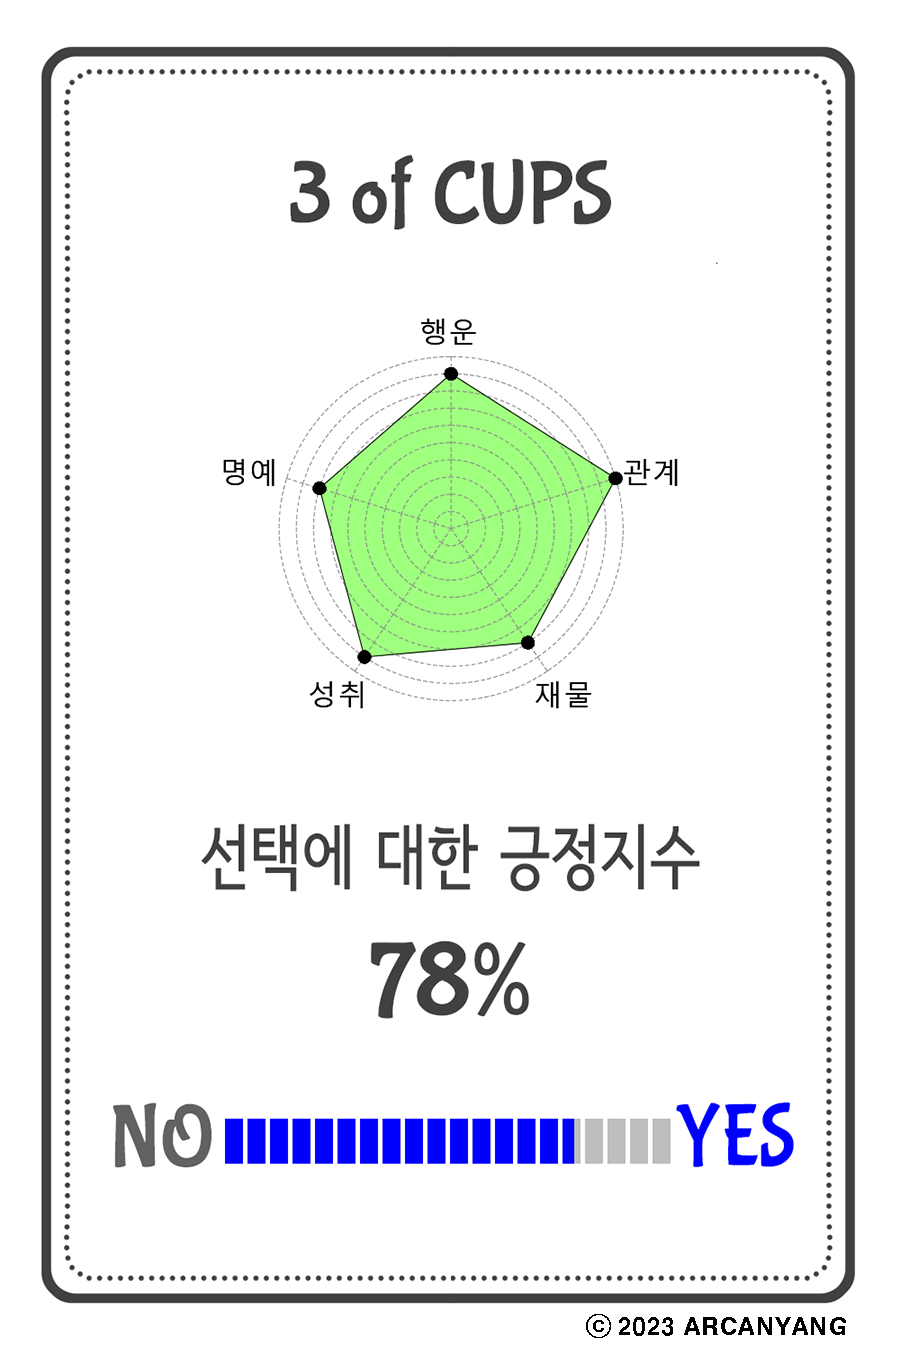 3 of CUPS
행운
명예
관계
성취
재물
선택에 대한 긍정지수
78%
NO YES
© 2023 ARCANYANG